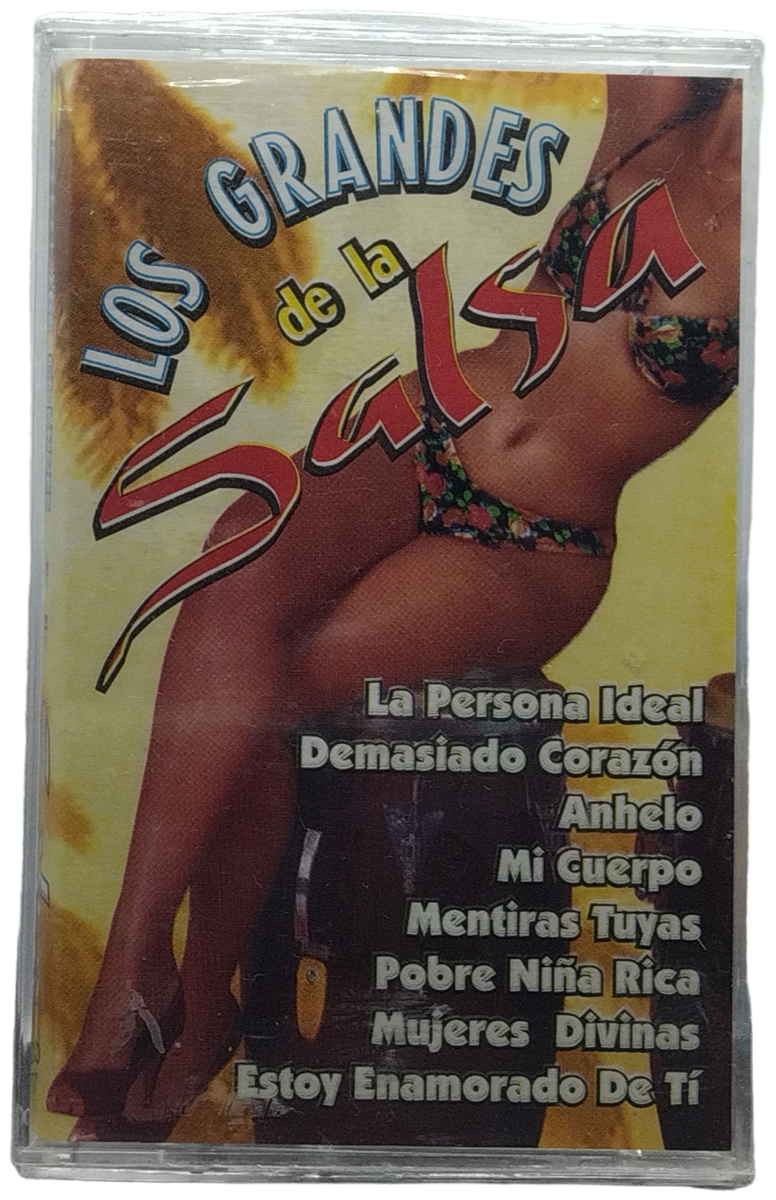 LOS GRANDES
de la
Salsa
La Persona Ideal
Demasiado Corazón
Anhelo
Mi Cuerpo
Mentiras Tuyas
Pobre Niña Rica
Mujeres Divinas
Estoy Enamorado De Tí